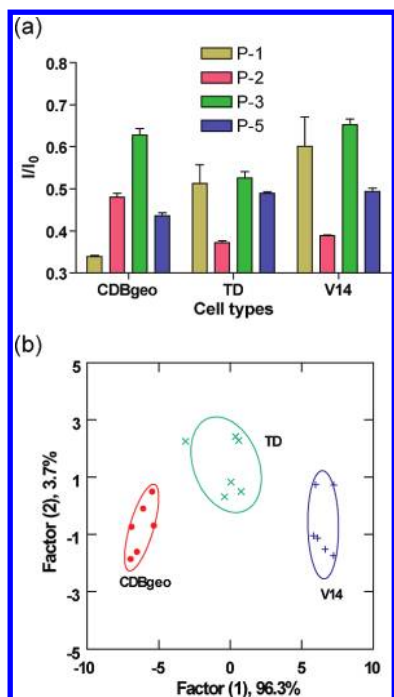 (a)
P-1
P-2
P-3
P-5
I/I0
0.8
0.7
0.6
0.5
0.4
0.3
CDBgeo TD V14
Cell types
(b)
Factor (2), 3.7%
5
3
1
-1
-3
-5
TD
CDBgeo
V14
-10 -5 0 5 10
Factor (1), 96.3%